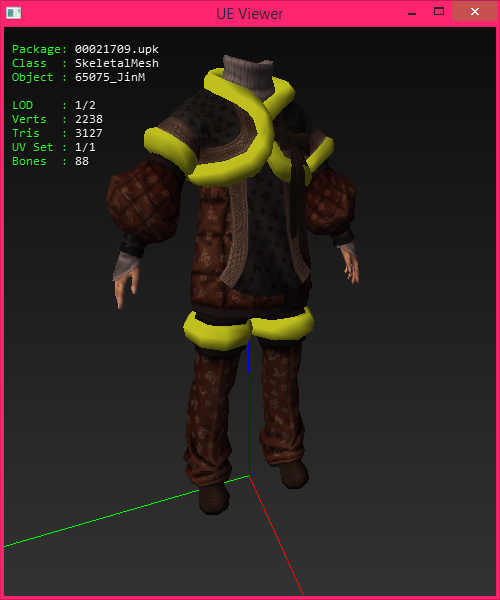 UE Viewer
Package: 00021709.upk
Class  : SkeletalMesh
Object : 65075_JinM
LOD    : 1/2
Verts  : 2238
Tris   : 3127
UV Set : 1/1
Bones  : 88